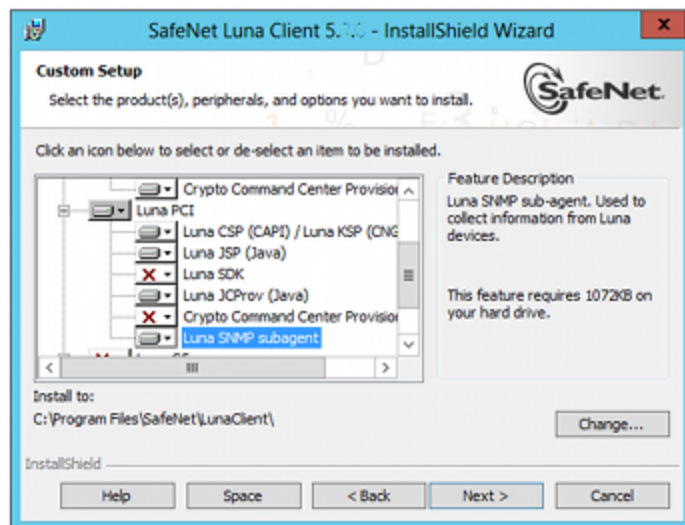 SafeNet Luna Client 5. - InstallShield Wizard
Custom Setup
Select the product(s), peripherals, and options you want to install.
SafeNet.
Click an icon below to select or de-select an item to be installed.
Crypto Command Center Provision
Luna PCI
Luna CSP (CAPI) / Luna KSP (CNG
Luna JSP (Java)
Luna SDK
Luna JCProv (Java)
Crypto Command Center Provision
Luna SNMP subagent
Feature Description
Luna SNMP sub-agent. Used to
collect information from Luna
devices.
This feature requires 1072KB on
your hard drive.
Install to:
C:\Program Files\SafeNet\LunaClient\
Change...
InstallShield
Help
Space
< Back
Next >
Cancel